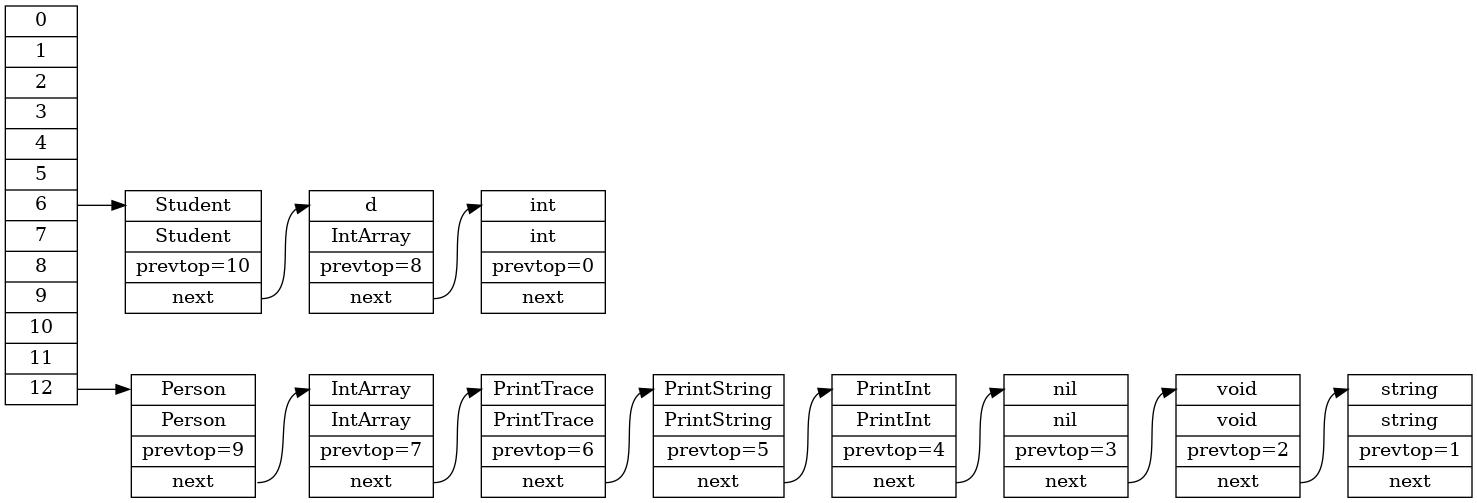 0
1
2
3
4
5
6
7
8
9
10
11
12
Student
Student
prevtop=10
next
d
IntArray
prevtop=8
next
int
int
prevtop=0
next
Person
Person
prevtop=9
next
IntArray
IntArray
prevtop=7
next
PrintTrace
PrintTrace
prevtop=6
next
PrintString
PrintString
prevtop=5
next
PrintInt
PrintInt
prevtop=4
next
nil
nil
prevtop=3
next
void
void
prevtop=2
next
string
string
prevtop=1
next